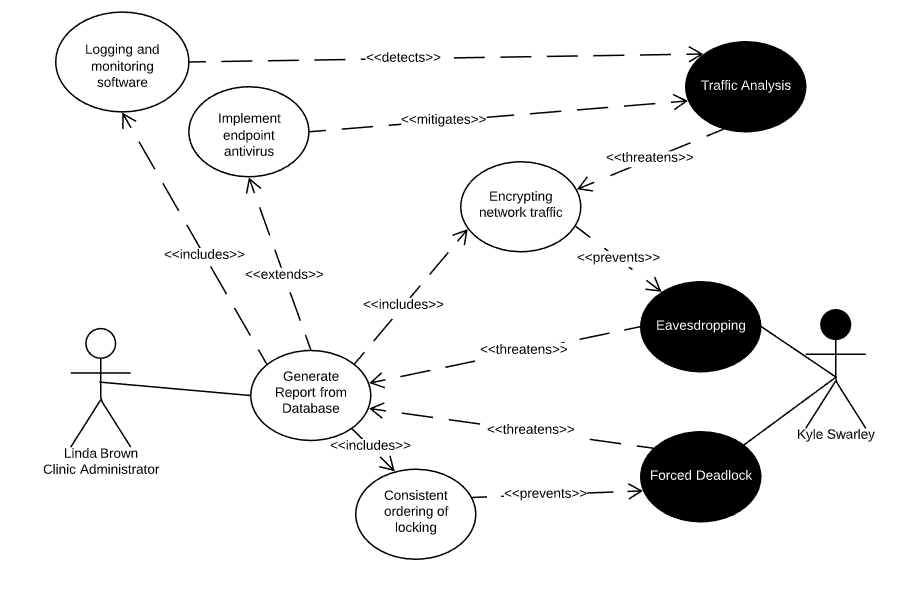 Logging and
monitoring
software
<<detects>>
Traffic Analysis
Implement
endpoint
antivirus
<<mitigates>>
<<threatens>>
Encrypting
network traffic
<<includes>>
<<extends>>
<<prevents>>
<<includes>>
Eavesdropping
<<threatens>>
Generate
Report from
Database
<<threatens>>
Kyle Swarley
<<includes>>
Linda Brown
Clinic Administrator
Forced Deadlock
Consistent
ordering of
locking
<<prevents>>